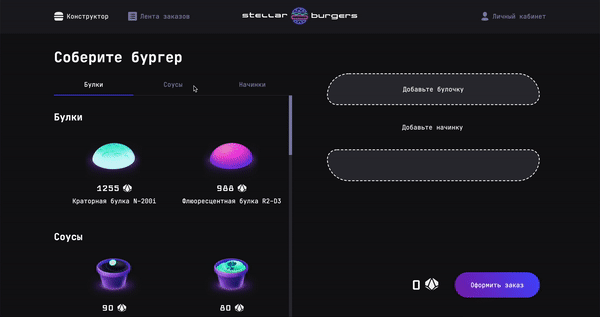 Конструктор
Лента заказов
stellar burgers
Личный кабинет
Соберите бургер
Булки
Соусы
Начинки
Булки
1255
988
Краторная булка N-200i
Флюоресцентная булка R2-D3
Соусы
90
80
Добавьте булочку
Добавьте начинку
0
Оформить заказ